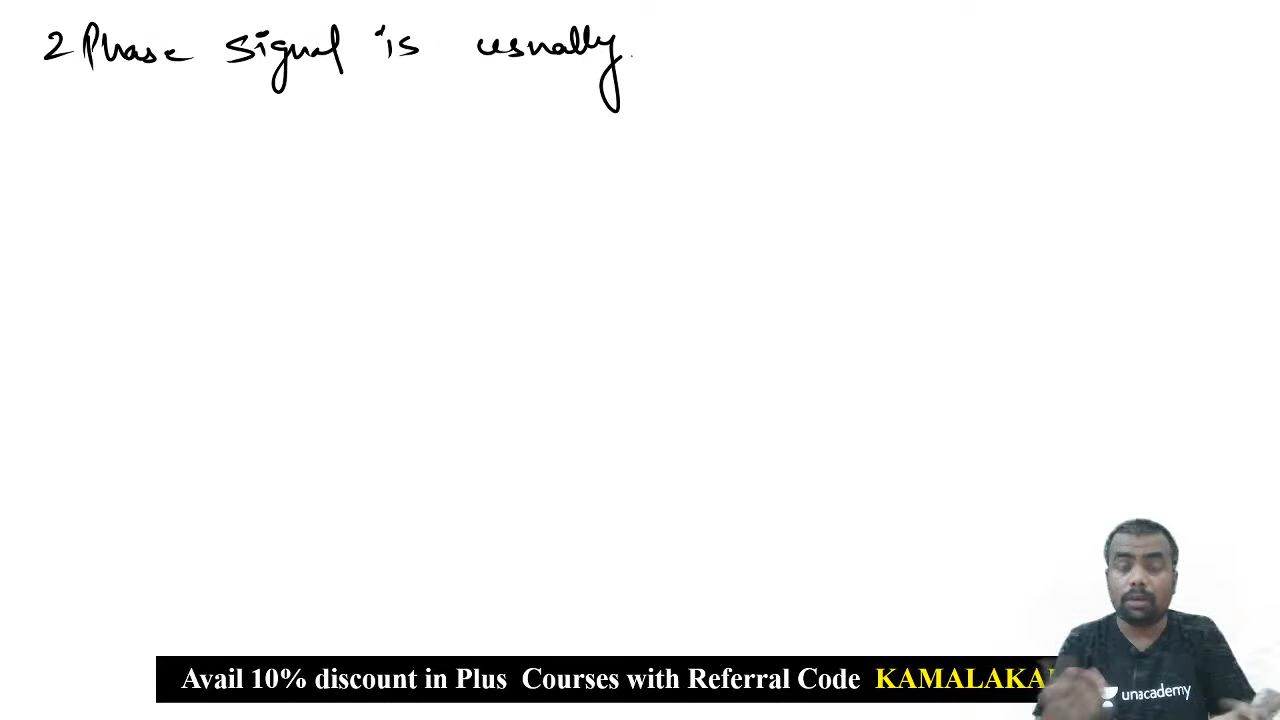 2 Phase signal is usually
Avail 10% discount in Plus Courses with Referral Code KAMALAKA
unacademy